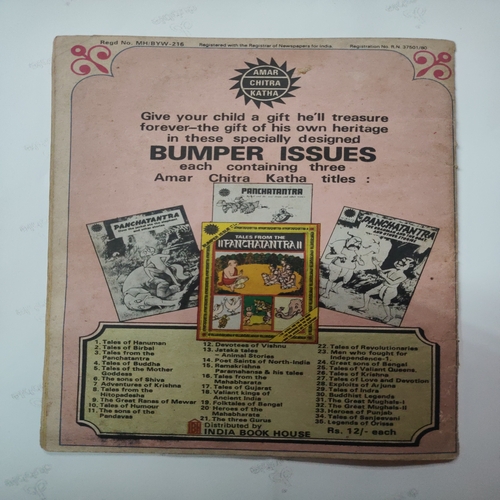 Regd No. MH/BYW-216 Registered with the Registrar of Newspapers for India Registration No. R.N. 27501/80
AMAR
CHITRA
KATHA
Give your child a gift he'll treasure
forever—the gift of his own heritage
in these specially designed
BUMPER ISSUES
each containing three
Amar Chitra Katha titles :
PANCHATANTRA
PANCHATANTRA
PANCHATANTRA
TALES FROM THE
PANCHATANTRA
1. Tales of Hanuman
2. Tales of Birbal
3. Tales from the
Panchatantra
4. Tales of Buddha
5. Tales of the Mother
Goddess
6. The sons of Shiva
7. Adventures of Krishna
8. Tales from the
Hitopadesha
9. The Great Ranas of Mewar
10. Tales of Humour
11. The sons of the
Pandavas
12. Devotees of Vishnu
13. Jataka tales
– Animal Stories
14. Poet Saints of North-India
15. Ramakrishna
Paramahansa & his tales
16. Tales from the
Mahabharata
17. Tales of Gujarat
18. Valiant kings of
Ancient India
19. Folktales of Bengal
20. Heroes of the
Mahabharata
21. The three Gurus
22. Tales of Revolutionaries
23. Men who fought for
Independence-1.
24. Great sons of Bengal
25. Tales of Valiant Queens.
26. Tales of Krishna
27. Tales of Love and Devotion
28. Exploits of Arjuna
29. Tales of Indra
30. Buddhist Legends
31. The Great Mughals-I
32. The Great Mughals-II
33. Heroes of Punjab
34. Tales of Sanjeevani
35. Legends of Orissa
Distributed by
INDIA BOOK HOUSE
Rs. 12/- each